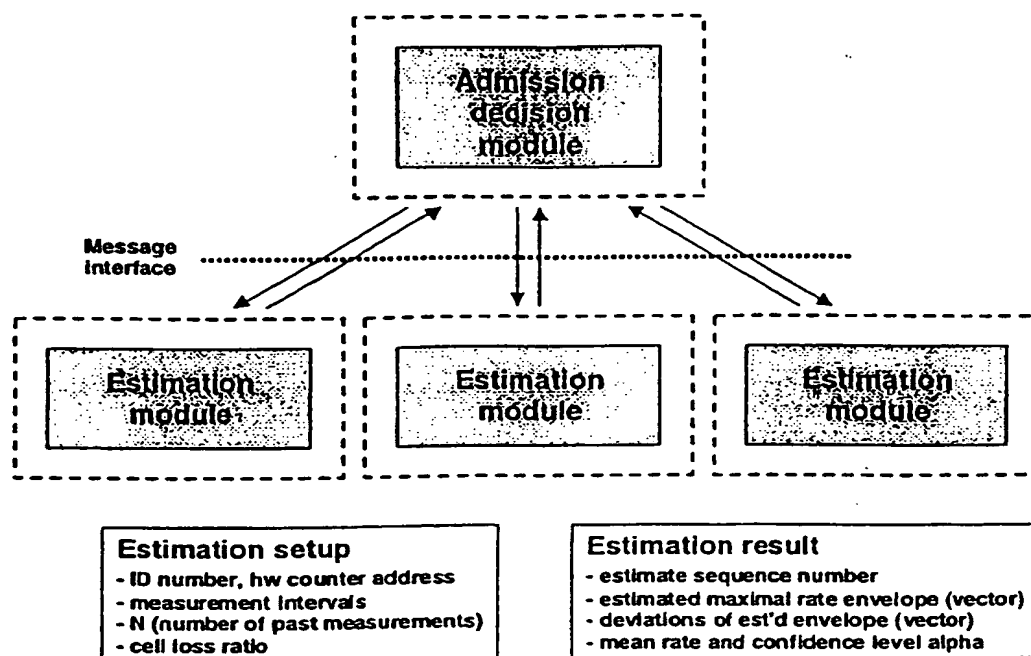 Admission
decision
module
Message
interface
Estimation
module
Estimation
module
Estimation
module
Estimation setup
- ID number, hw counter address
- measurement intervals
- N (number of past measurements)
- cell loss ratio
Estimation result
- estimate sequence number
- estimated maximal rate envelope (vector)
- deviations of est'd envelope (vector)
- mean rate and confidence level alpha